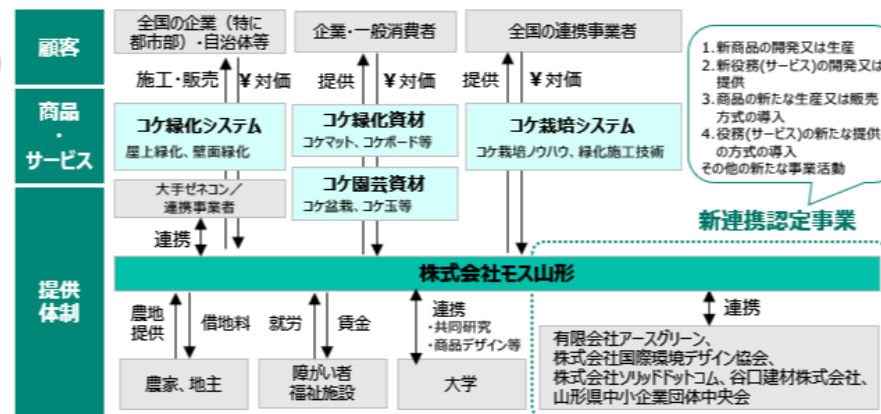 顧客
全国の企業（特に
都市部）・自治体等
企業・一般消費者
全国の連携事業者
施工・販売
¥対価
提供
¥対価
提供
¥対価
商品
・
サービス
コケ緑化システム
屋上緑化、壁面緑化
コケ緑化資材
コケマット、コケボード等
コケ栽培システム
コケ栽培ノウハウ、緑化施工技術
コケ園芸資材
コケ盆栽、コケ玉等
1.新商品の開発又は生産
2.新役務(サービス)の開発又は
提供
3.商品の新たな生産又は販売
方式の導入
4.役務(サービス)の新たな提供
の方式の導入
その他の新たな事業活動
新連携認定事業
提供
体制
大手ゼネコン／
連携事業者
連携
株式会社モス山形
農地
提供
借地料
就労
賃金
連携
・共同研究
・商品デザイン等
連携
農家、地主
障がい者
福祉施設
大学
有限会社アースグリーン、
株式会社国際環境デザイン協会、
株式会社ソリッドドットコム、谷口建材株式会社、
山形県中小企業団体中央会